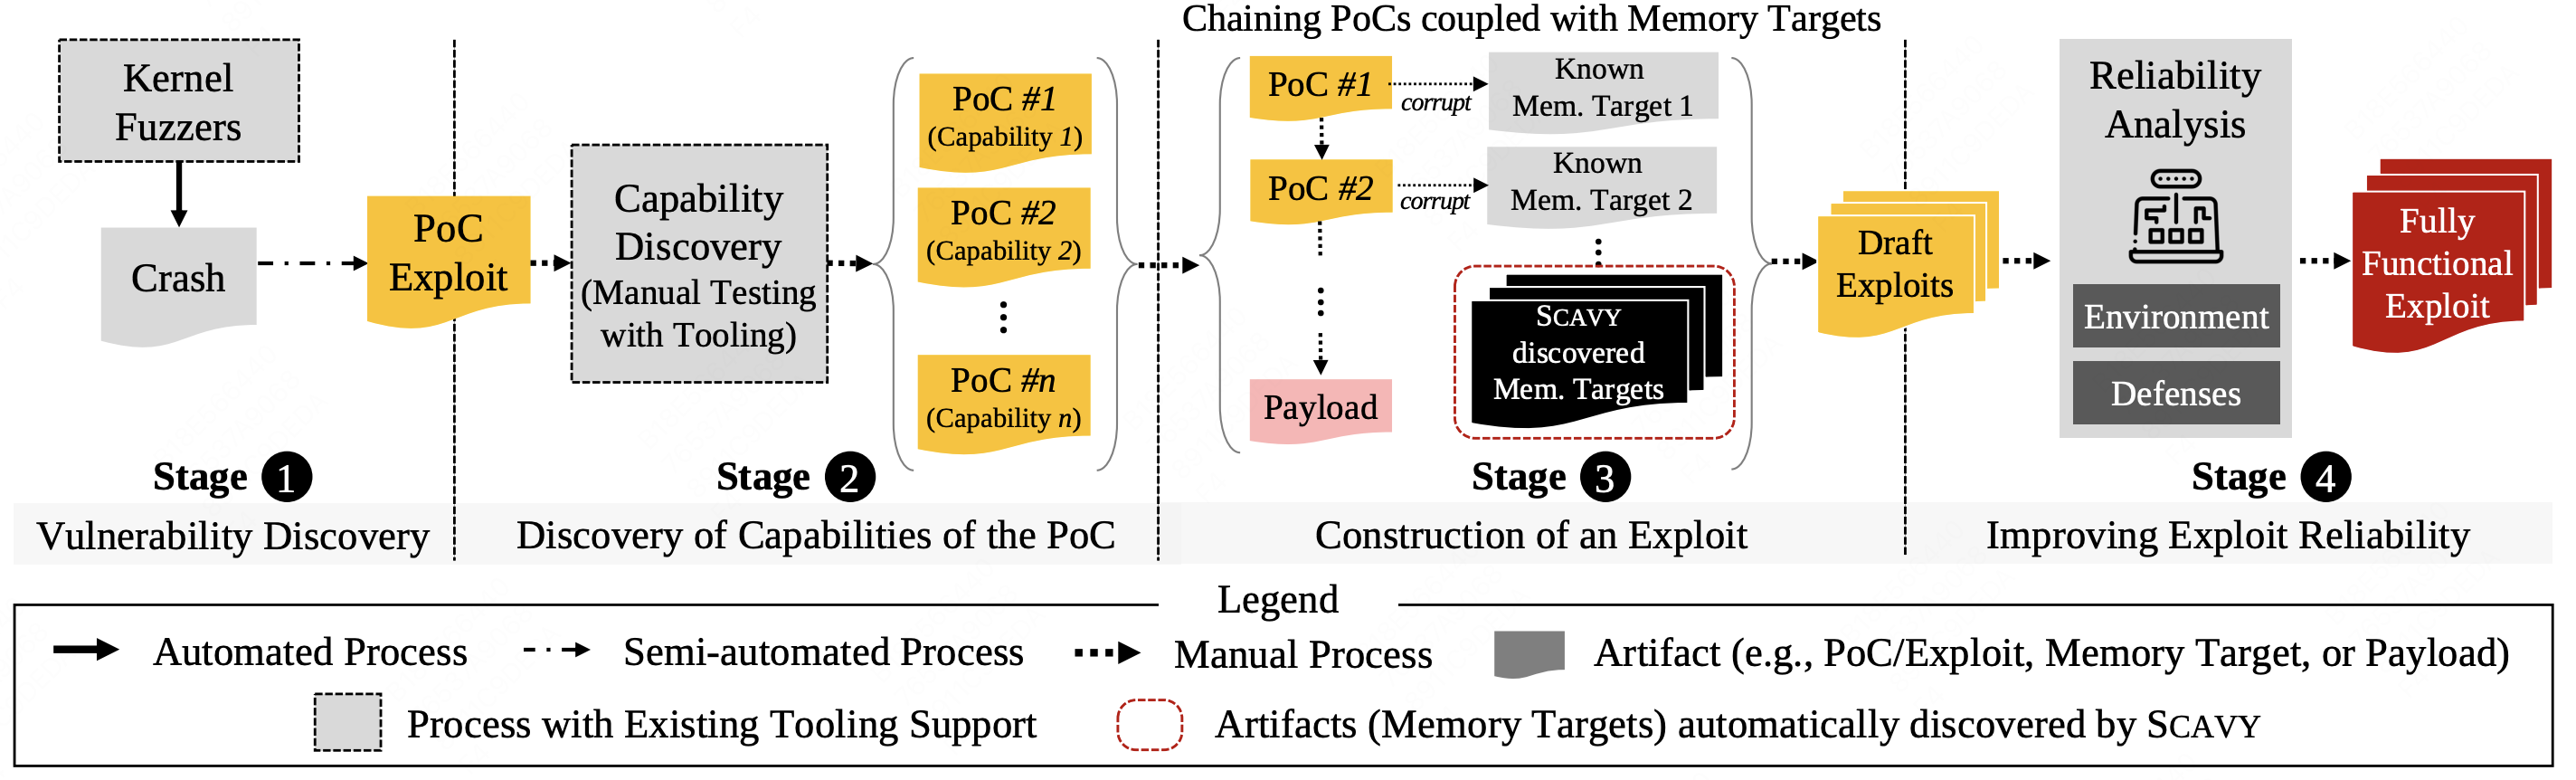 Chaining PoCs coupled with Memory Targets
Kernel
Fuzzers
Crash
PoC
Exploit
Capability
Discovery
(Manual Testing
with Tooling)
PoC #1
(Capability 1)
PoC #2
(Capability 2)
PoC #n
(Capability n)
PoC #1
corrupt
Known
Mem. Target 1
PoC #2
corrupt
Known
Mem. Target 2
SCAVY
discovered
Mem. Targets
Payload
Draft
Exploits
Reliability
Analysis
Environment
Defenses
Fully
Functional
Exploit
Stage 1
Vulnerability Discovery
Stage 2
Discovery of Capabilities of the PoC
Stage 3
Construction of an Exploit
Stage 4
Improving Exploit Reliability
Legend
Automated Process
Semi-automated Process
Manual Process
Artifact (e.g., PoC/Exploit, Memory Target, or Payload)
Process with Existing Tooling Support
Artifacts (Memory Targets) automatically discovered by SCAVY